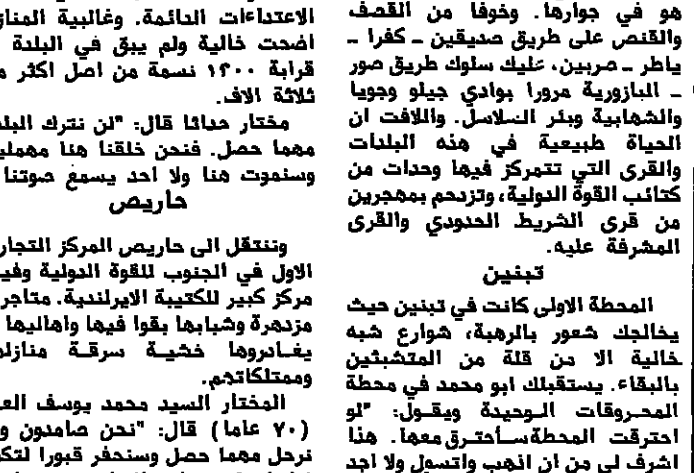 هو في جوارها. وخوفا من القصف
والقنص على طريق صديقين ـ كفرا ـ
ياطر ـ صربين، عليك سلوك طريق صور
ـ البازورية مرورا بوادي جيلو وجويا
والشهابية وبئر السلاسل. واللافت ان
الحياة طبيعية في هذه البلدات
والقرى التي تتمركز فيها وحدات من
كتائب القوة الدولية، وتزدحم بمهجرين
من قرى الشريط الحدودي والقرى
المشرفة عليه.
تبنين
المحطة الاولى كانت في تبنين حيث
يخالجك شعور بالرهبة، شوارع شبه
خالية الا من قلة من المتشبثين
بالبقاء. يستقبلك ابو محمد في محطة
المحروقات الوحيدة ويقول: "لو
احترقت المحطة سأحترق معها. هذا
اشرف لي من ان اذهب واتسول ولا اجد
الاعتداءات الدائمة. وغالبية المناز
اضحت خالية ولم يبق في البلدة
قرابة ١٢٠٠ نسمة من اصل اكثر م
ثلاثة الاف.
مختار حداثا قال: "لن نترك البلد
مهما حصل. فنحن خلقنا هنا مهملي
وسنموت هنا ولا احد يسمع صوتنا
حاريص
وننتقل الى حاريص المركز التجار
الاول في الجنوب للقوة الدولية وفي
مركز كبير للكتيبة الايرلندية. متاجر
مزدهرة وشبابها بقوا فيها واهاليها
يغادروها خشية سرقة منازل
وممتلكاتهم.
المختار السيد محمد يوسف الع
(٧٠ عاما) قال: "نحن صامدون و
نرحل مهما حصل وسنحفر قبورا لتك